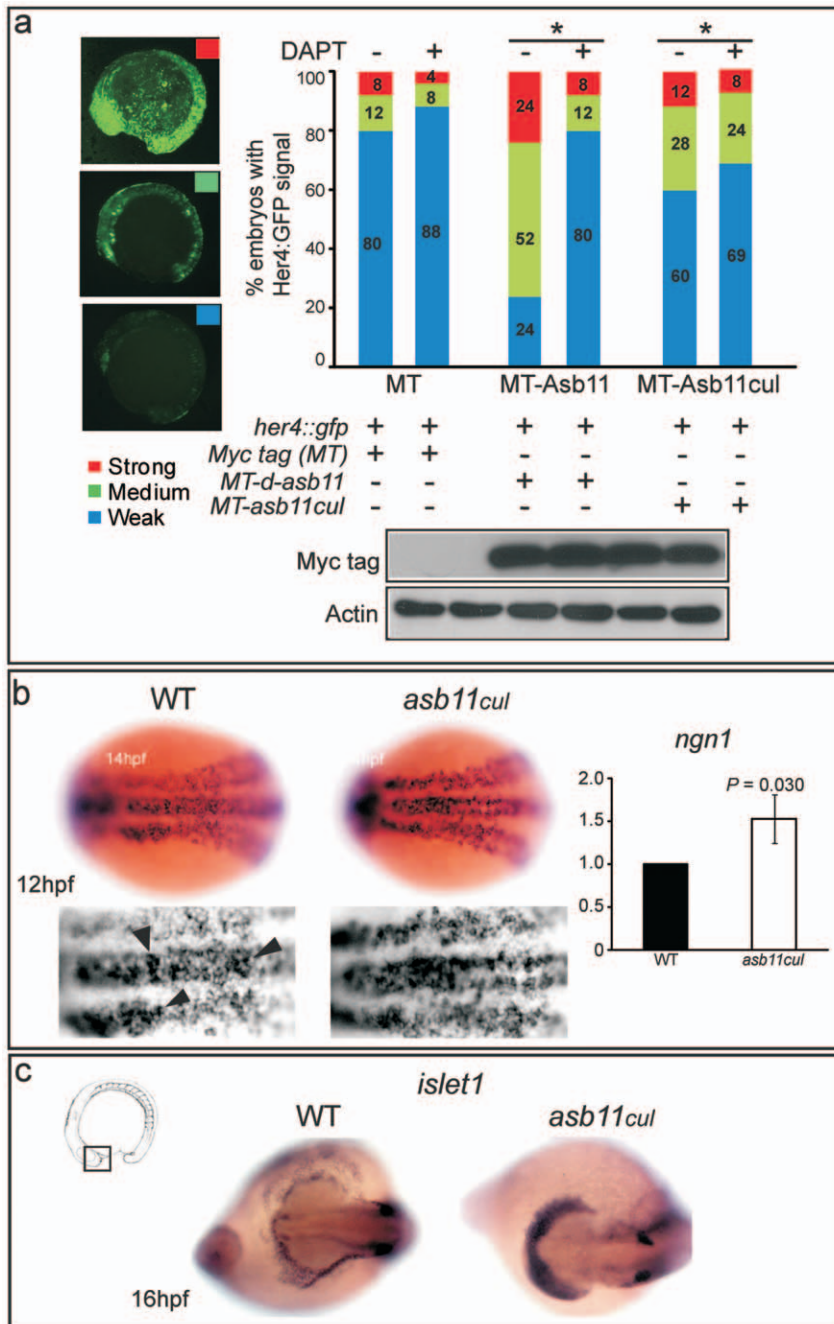 a
DAPT - + - + - +
* *
% embryos with
Her4:GFP signal
100
80
60
40
20
0
8 4 24 8 12 8
12 8 52 12 28 24
80 88 24 80 60 69
MT MT-Asb11 MT-Asb11cul
her4::gfp + + + + + +
Myc tag (MT) + + - - - -
MT-d-asb11 - - + + - -
MT-asb11cul - - - - + +
Strong
Medium
Weak
Myc tag
Actin
b
WT asb11cul
14hpf
12hpf
ngn1
2.0
1.5
1.0
0.5
0
P = 0.030
WT asb11cul
c
islet1
WT asb11cul
16hpf